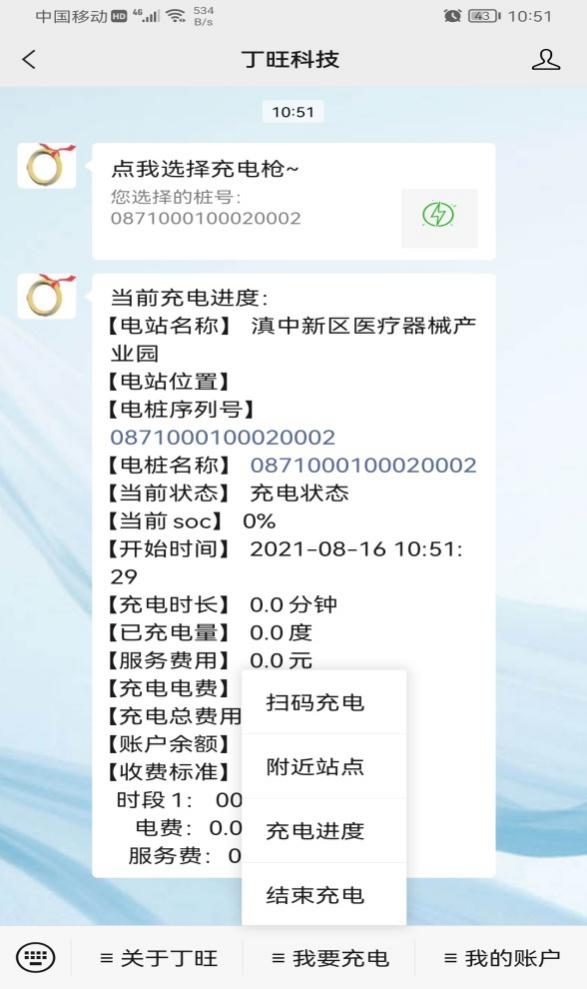 中国移动 HD 4G 534 B/s 43 10:51
丁旺科技
10:51
点我选择充电枪~
您选择的桩号:
0871000100020002
当前充电进度:
【电站名称】 滇中新区医疗器械产
业园
【电站位置】
【电桩序列号】
0871000100020002
【电桩名称】 0871000100020002
【当前状态】 充电状态
【当前 soc】 0%
【开始时间】 2021-08-16 10:51:
29
【充电时长】 0.0 分钟
【已充电量】 0.0 度
【服务费用】 0.0 元
【充电电费】
【充电总费用
【账户余额】
【收费标准】
时段 1: 00
电费: 0.0
服务费: 0
扫码充电
附近站点
充电进度
结束充电
≡ 关于丁旺 ≡ 我要充电 ≡ 我的账户